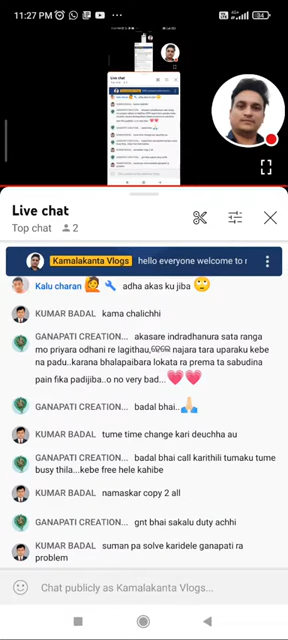 11:27 PM
84
Live chat
Top chat 2
Kamalakanta Vlogs hello everyone welcome to
Kalu charan adha akas ku jiba
KUMAR BADAL kama chalichhi
GANAPATI CREATION... akasare indradhanura sata ranga
mo priyara odhani re lagithau, najara tara uparaku kebe
na padu..karana bhalapaibara lokata ra prema ta sabudina
pain fika padijiba..o no very bad...
GANAPATI CREATION... badal bhai..
KUMAR BADAL tume time change kari deuchha au
GANAPATI CREATION... badal bhai call karithili tumaku tume
busy thila...kebe free hele kahibe
KUMAR BADAL namaskar copy 2 all
GANAPATI CREATION... gnt bhai sakalu duty achhi
KUMAR BADAL suman pa solve karidele ganapati ra
problem
Chat publicly as Kamalakanta Vlogs...